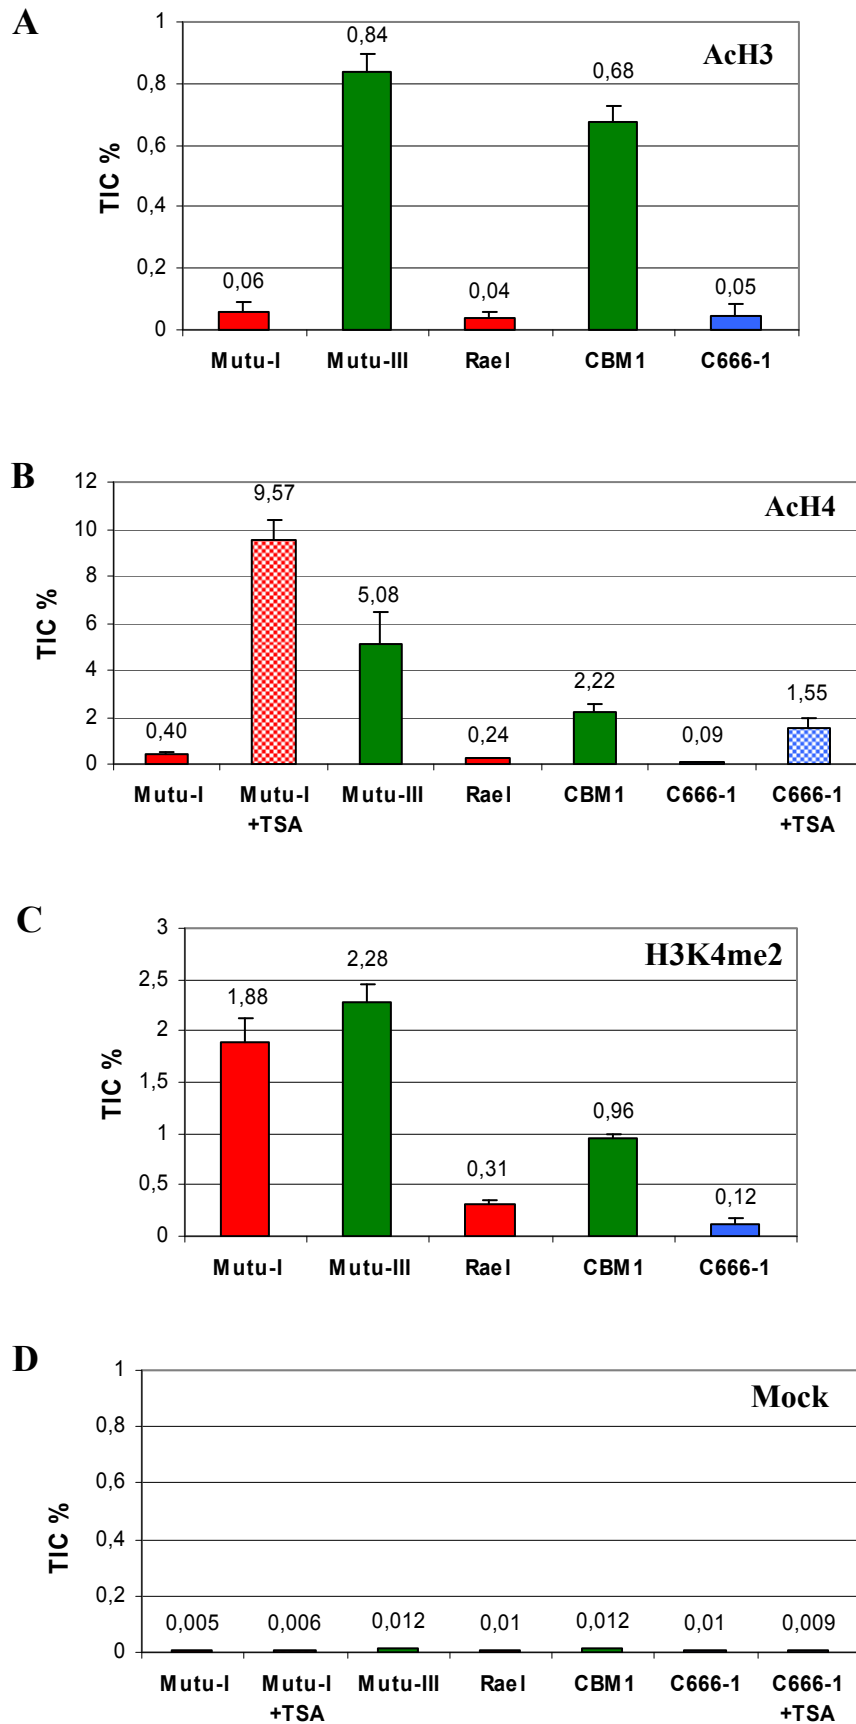 A
AcH3
TIC %
1
0,8
0,6
0,4
0,2
0
0,06
0,84
0,04
0,68
0,05
Mutu-I Mutu-III Rael CBM1 C666-1
B
AcH4
TIC %
12
10
8
6
4
2
0
0,40
9,57
5,08
0,24
2,22
0,09
1,55
Mutu-I Mutu-I Mutu-III Rael CBM1 C666-1 C666-1
+TSA +TSA
C
H3K4me2
TIC %
3
2,5
2
1,5
1
0,5
0
1,88
2,28
0,31
0,96
0,12
Mutu-I Mutu-III Rael CBM1 C666-1
D
Mock
TIC %
1
0,8
0,6
0,4
0,2
0
0,005 0,006 0,012 0,01 0,012 0,01 0,009
Mutu-I Mutu-I Mutu-III Rael CBM1 C666-1 C666-1
+TSA +TSA